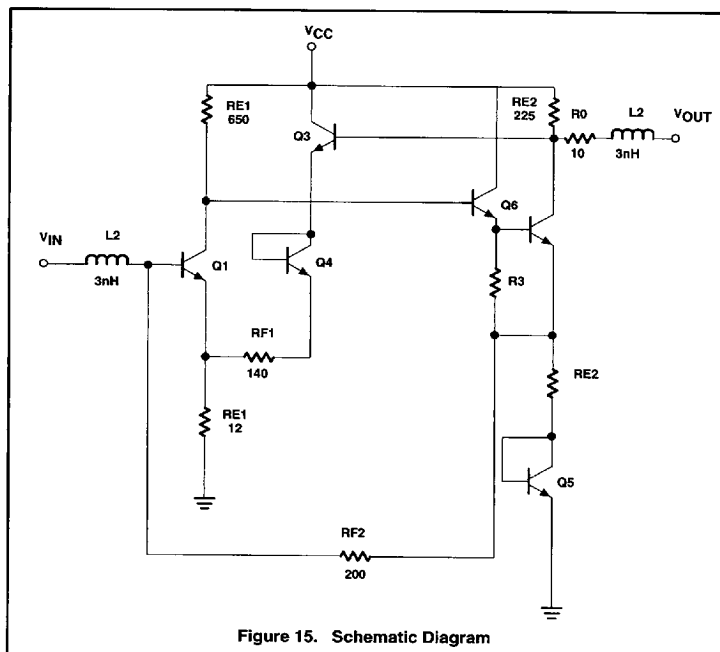 VCC
RE1
650
RE2
225
R0
10
L2
3nH
VOUT
Q3
Q6
VIN
L2
3nH
Q1
Q4
R3
RF1
140
RE2
RE1
12
Q5
RF2
200
Figure 15. Schematic Diagram